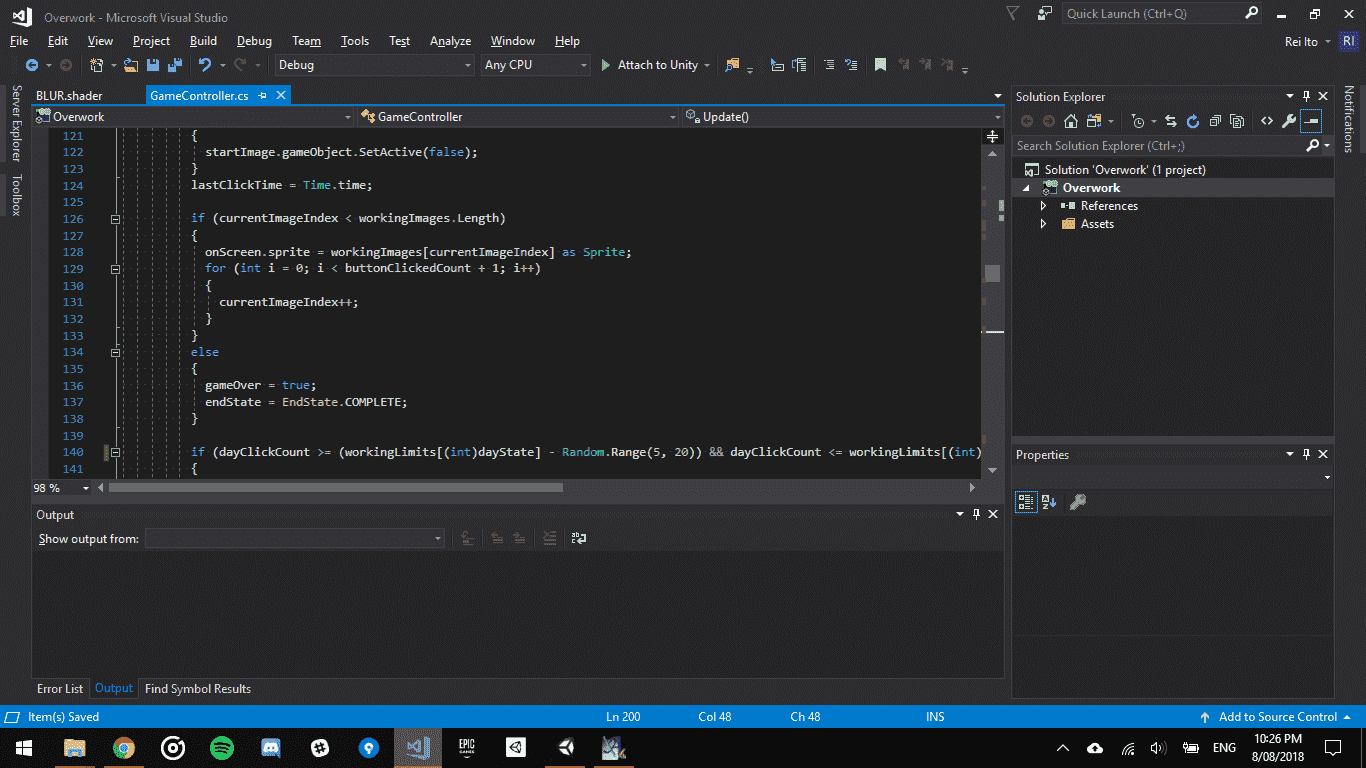 Overwork - Microsoft Visual Studio
Quick Launch (Ctrl+Q)
File Edit View Project Build Debug Team Tools Test Analyze Window Help
Rei Ito RI
Debug Any CPU Attach to Unity
Server Explorer
Toolbox
BLUR.shader GameController.cs
Overwork GameController Update()
121 {
122 startImage.gameObject.SetActive(false);
123 }
124 lastClickTime = Time.time;
125
126 if (currentImageIndex < workingImages.Length)
127 {
128 onScreen.sprite = workingImages[currentImageIndex] as Sprite;
129 for (int i = 0; i < buttonClickedCount + 1; i++)
130 {
131 currentImageIndex++;
132 }
133 }
134 else
135 {
136 gameOver = true;
137 endState = EndState.COMPLETE;
138 }
139
140 if (dayClickCount >= (workingLimits[(int)dayState] - Random.Range(5, 20)) && dayClickCount <= workingLimits[(int)
141 {
98 %
Output
Show output from:
Error List Output Find Symbol Results
Solution Explorer
Search Solution Explorer (Ctrl+;)
Solution 'Overwork' (1 project)
Overwork
References
Assets
Properties
Notifications
Item(s) Saved Ln 200 Col 48 Ch 48 INS Add to Source Control
EPIC
GAMES
ENG
10:26 PM
8/08/2018